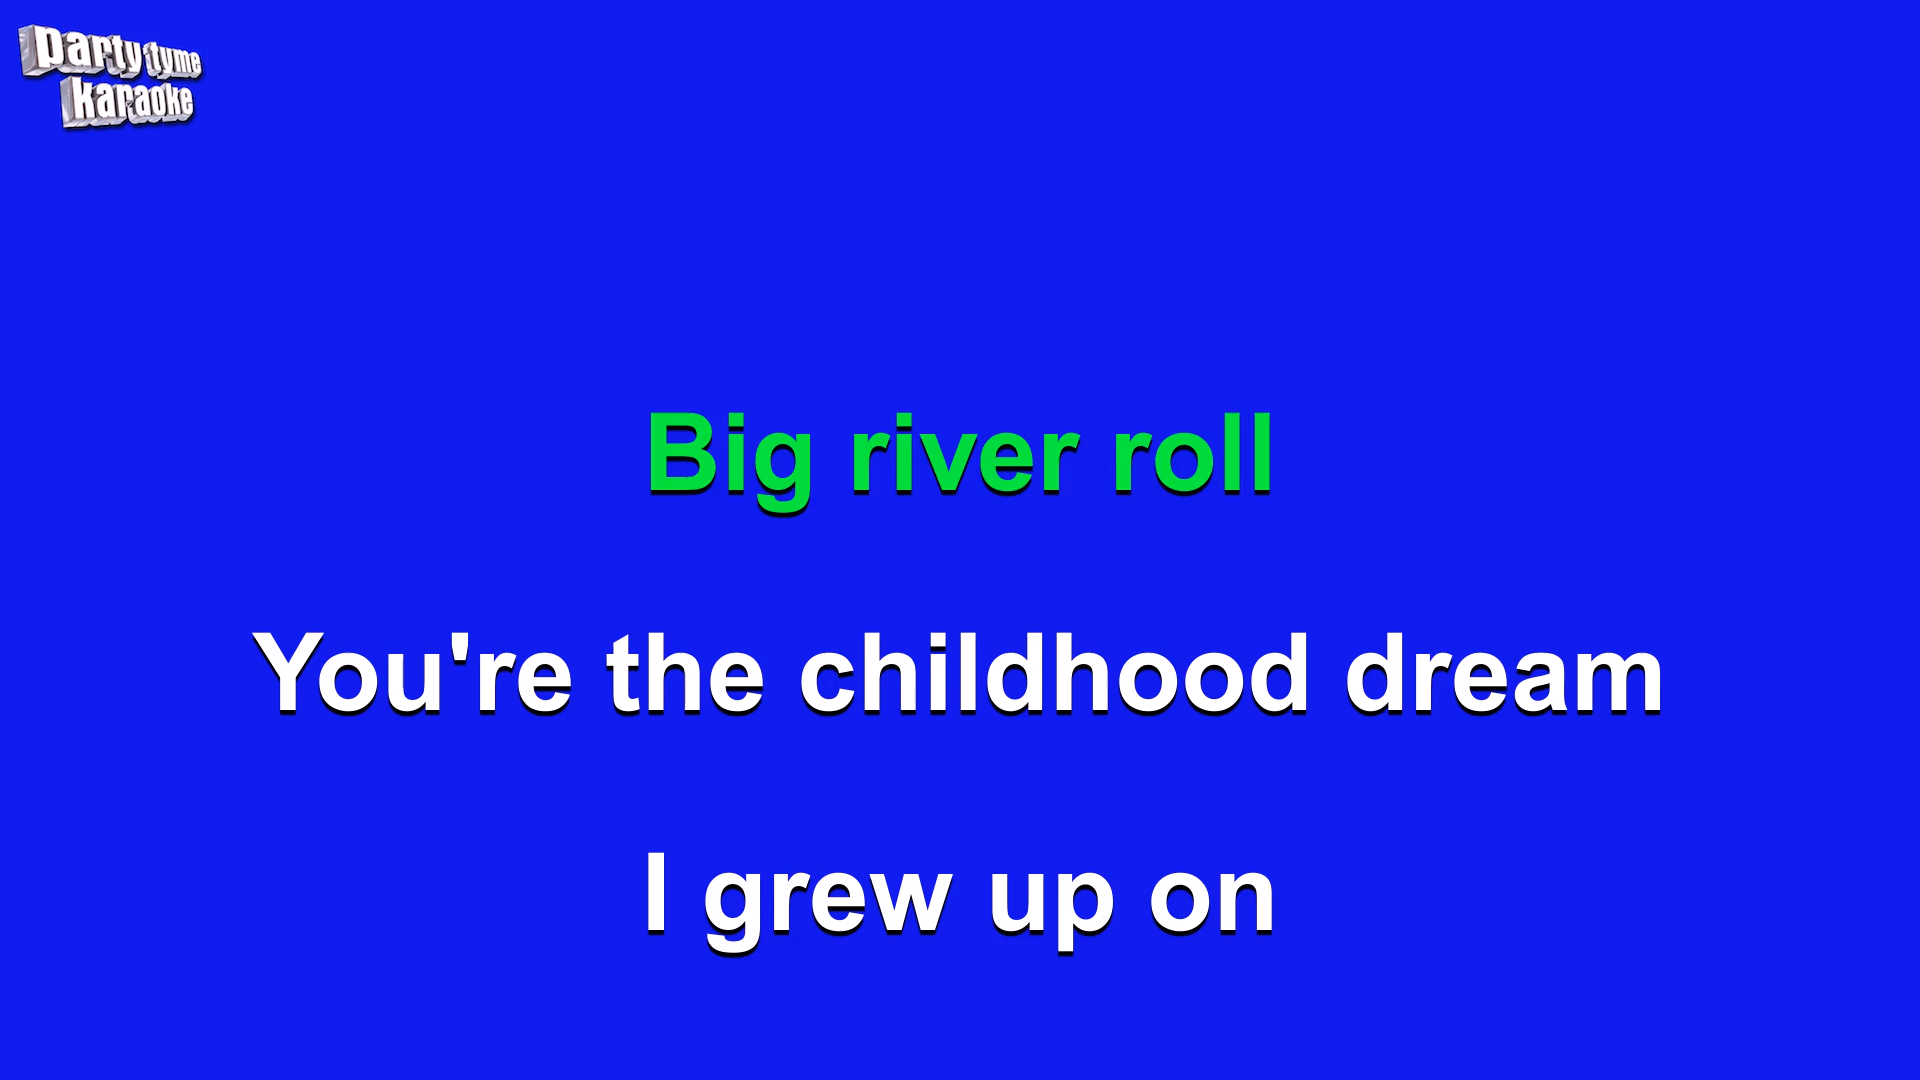 party tyme
karaoke
Big river roll
You're the childhood dream
I grew up on